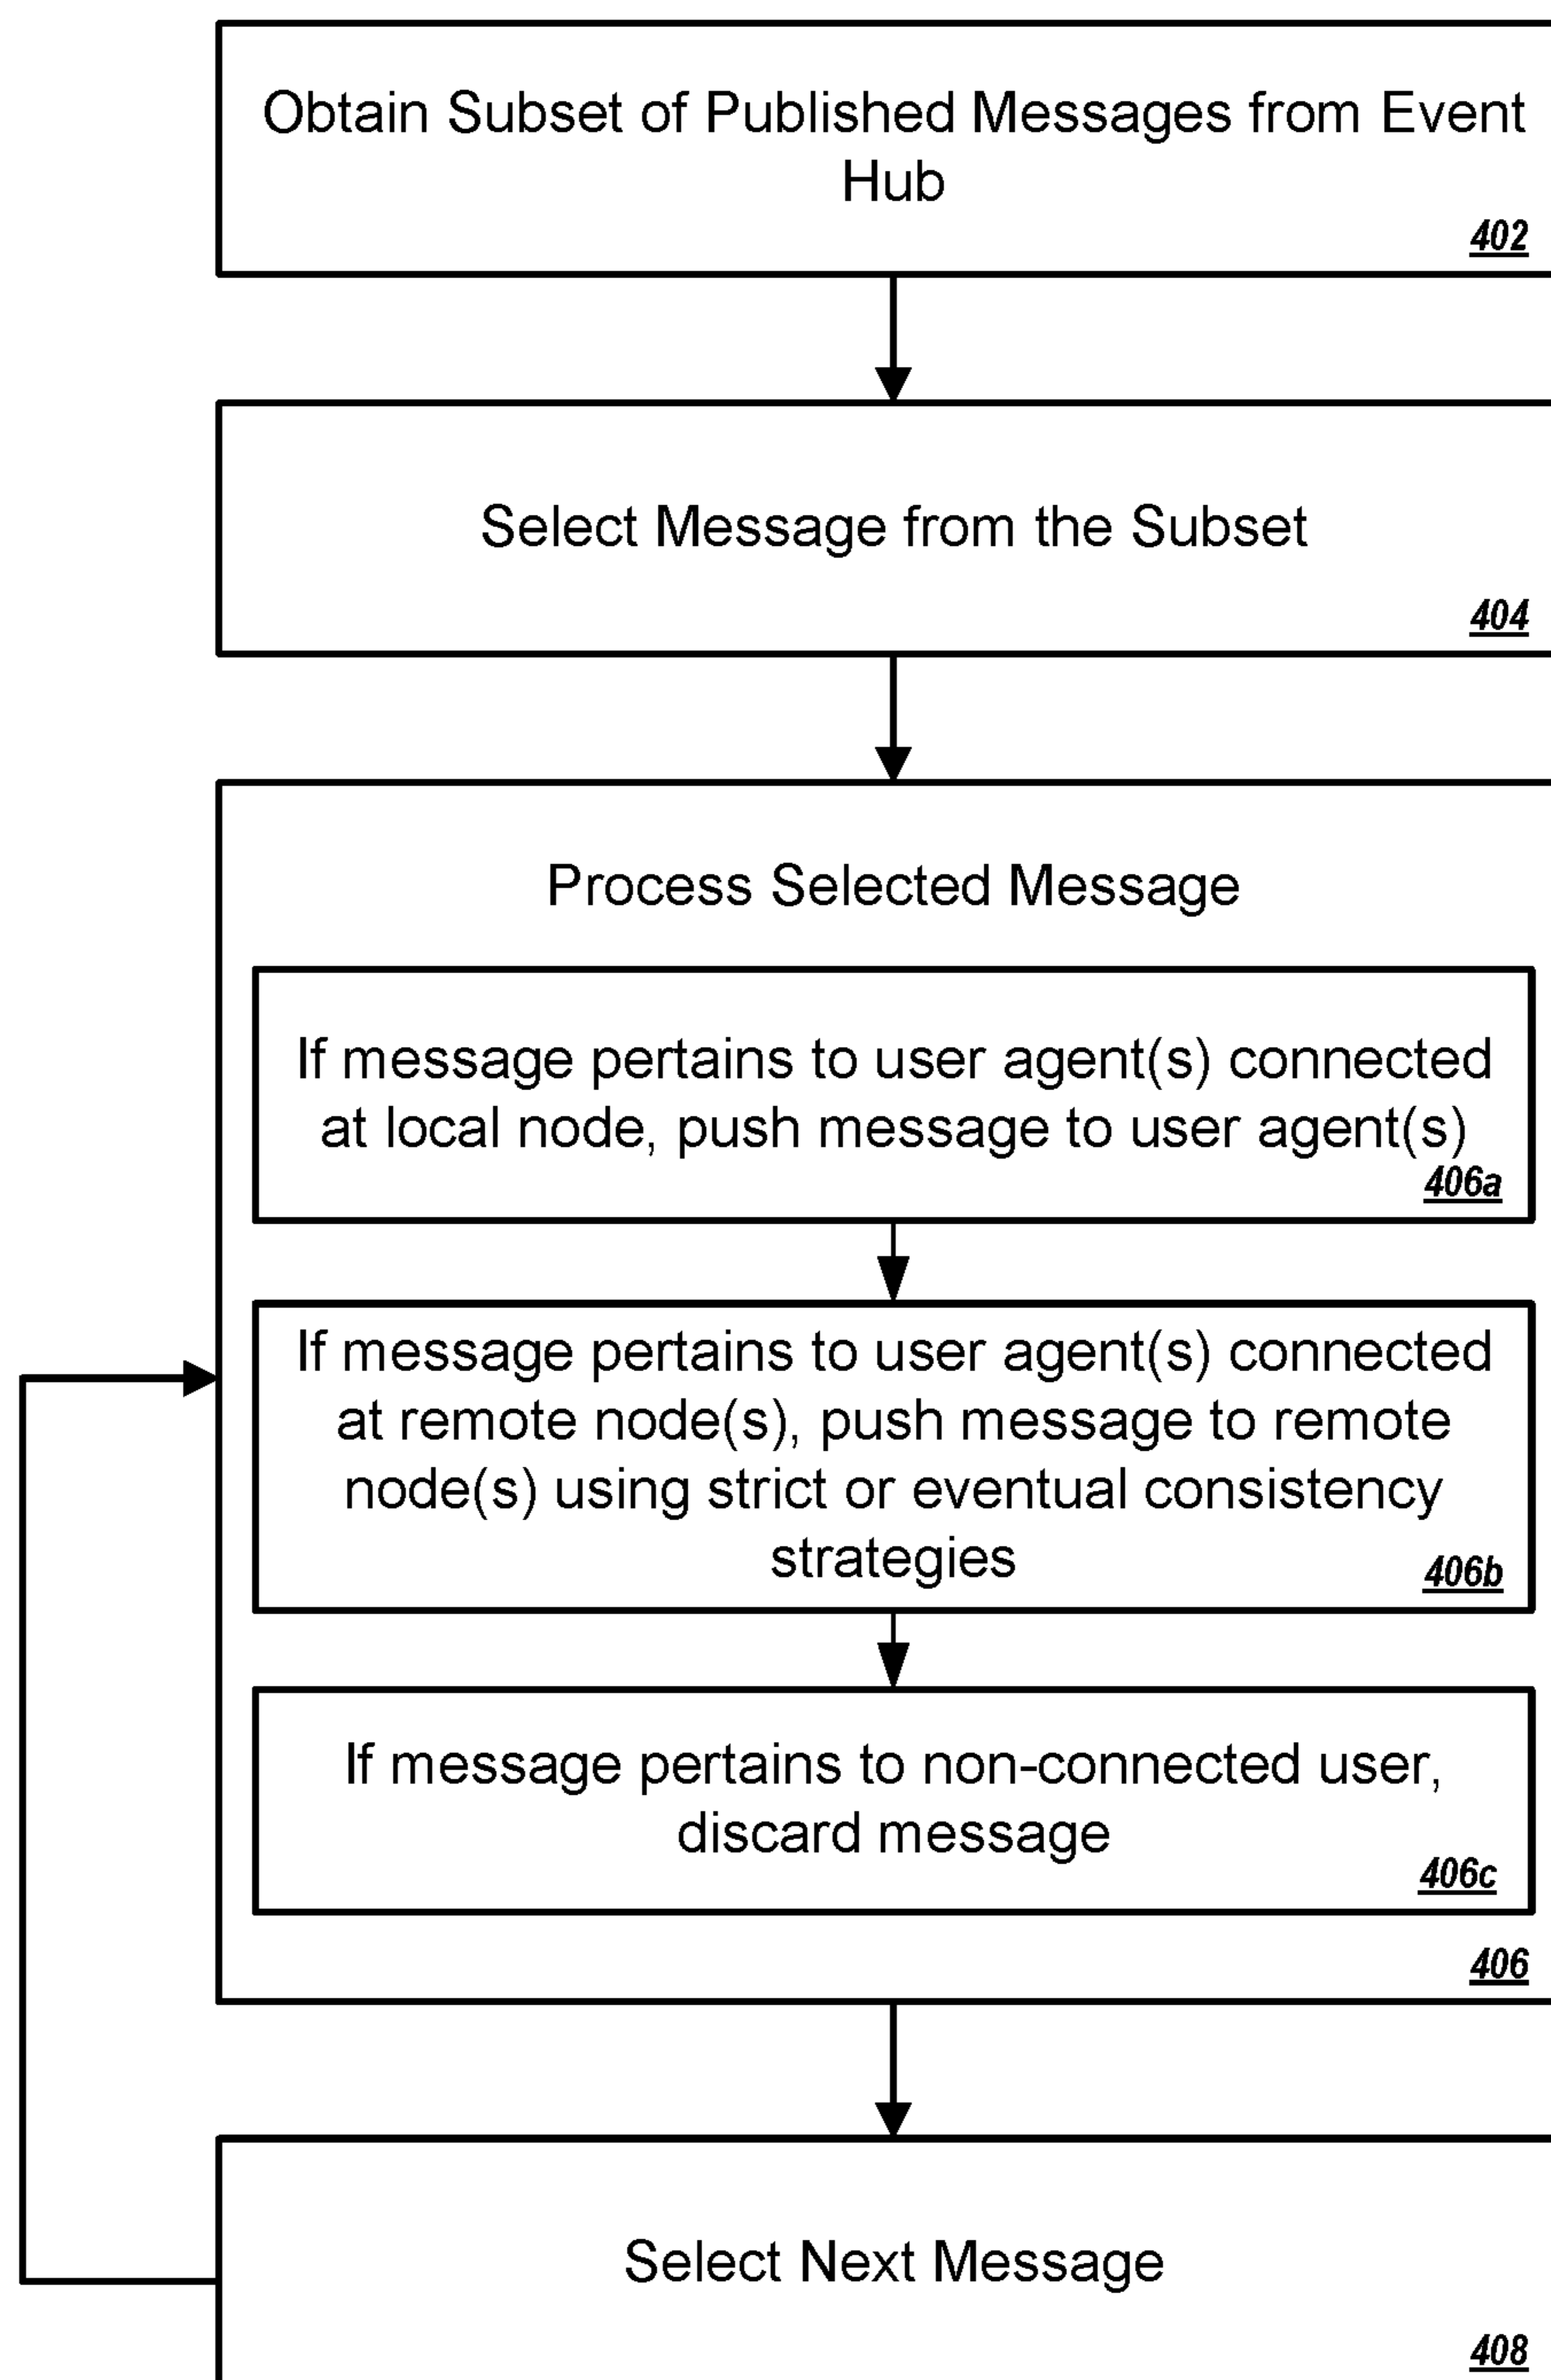 Obtain Subset of Published Messages from Event
Hub
402
Select Message from the Subset
404
Process Selected Message
If message pertains to user agent(s) connected
at local node, push message to user agent(s)
406a
If message pertains to user agent(s) connected
at remote node(s), push message to remote
node(s) using strict or eventual consistency
strategies
406b
If message pertains to non-connected user,
discard message
406c
406
Select Next Message
408